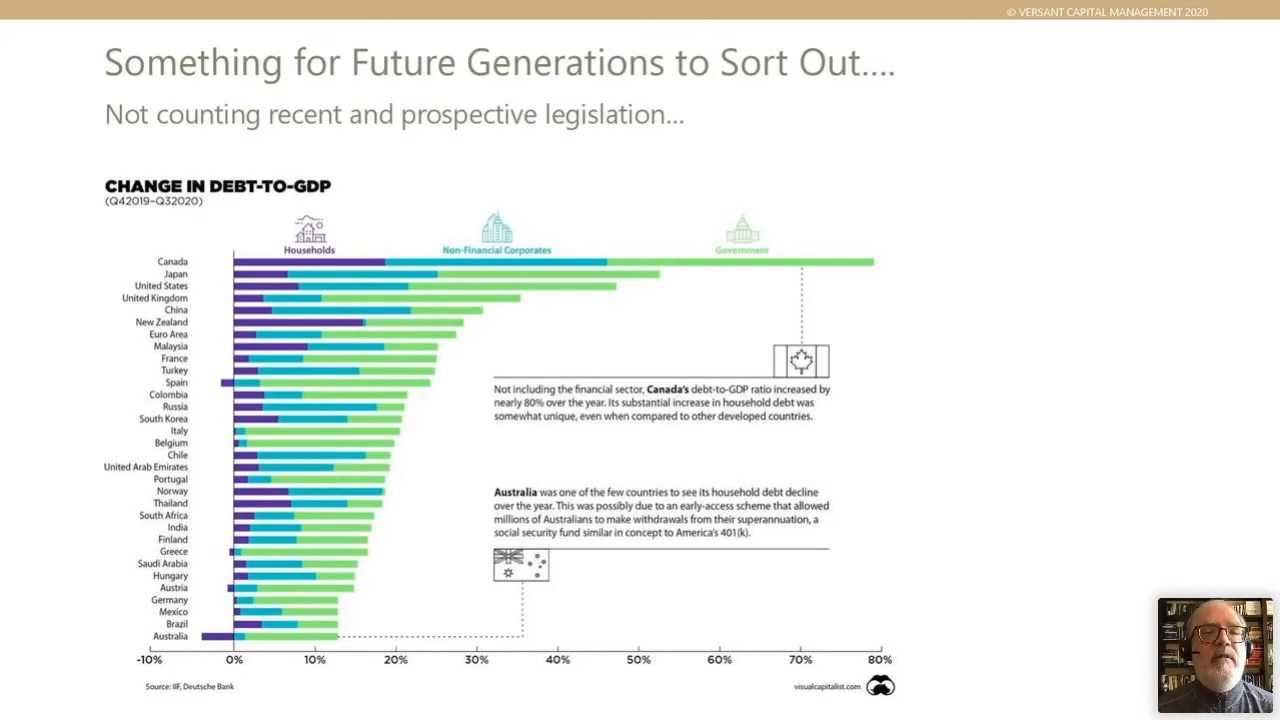 © VERSANT CAPITAL MANAGEMENT 2020
Something for Future Generations to Sort Out....
Not counting recent and prospective legislation...
CHANGE IN DEBT-TO-GDP
(Q42019–Q32020)
Households
Non-Financial Corporates
Government
Canada
Japan
United States
United Kingdom
China
New Zealand
Euro Area
Malaysia
France
Turkey
Spain
Colombia
Russia
South Korea
Italy
Belgium
Chile
United Arab Emirates
Portugal
Norway
Thailand
South Africa
India
Finland
Greece
Saudi Arabia
Hungary
Austria
Germany
Mexico
Brazil
Australia
Not including the financial sector, Canada's debt-to-GDP ratio increased by
nearly 80% over the year. Its substantial increase in household debt was
somewhat unique, even when compared to other developed countries.
Australia was one of the few countries to see its household debt decline
over the year. This was possibly due to an early-access scheme that allowed
millions of Australians to make withdrawals from their superannuation, a
social security fund similar in concept to America's 401(k).
-10% 0% 10% 20% 30% 40% 50% 60% 70% 80%
Source: IIF, Deutsche Bank
visualcapitalist.com